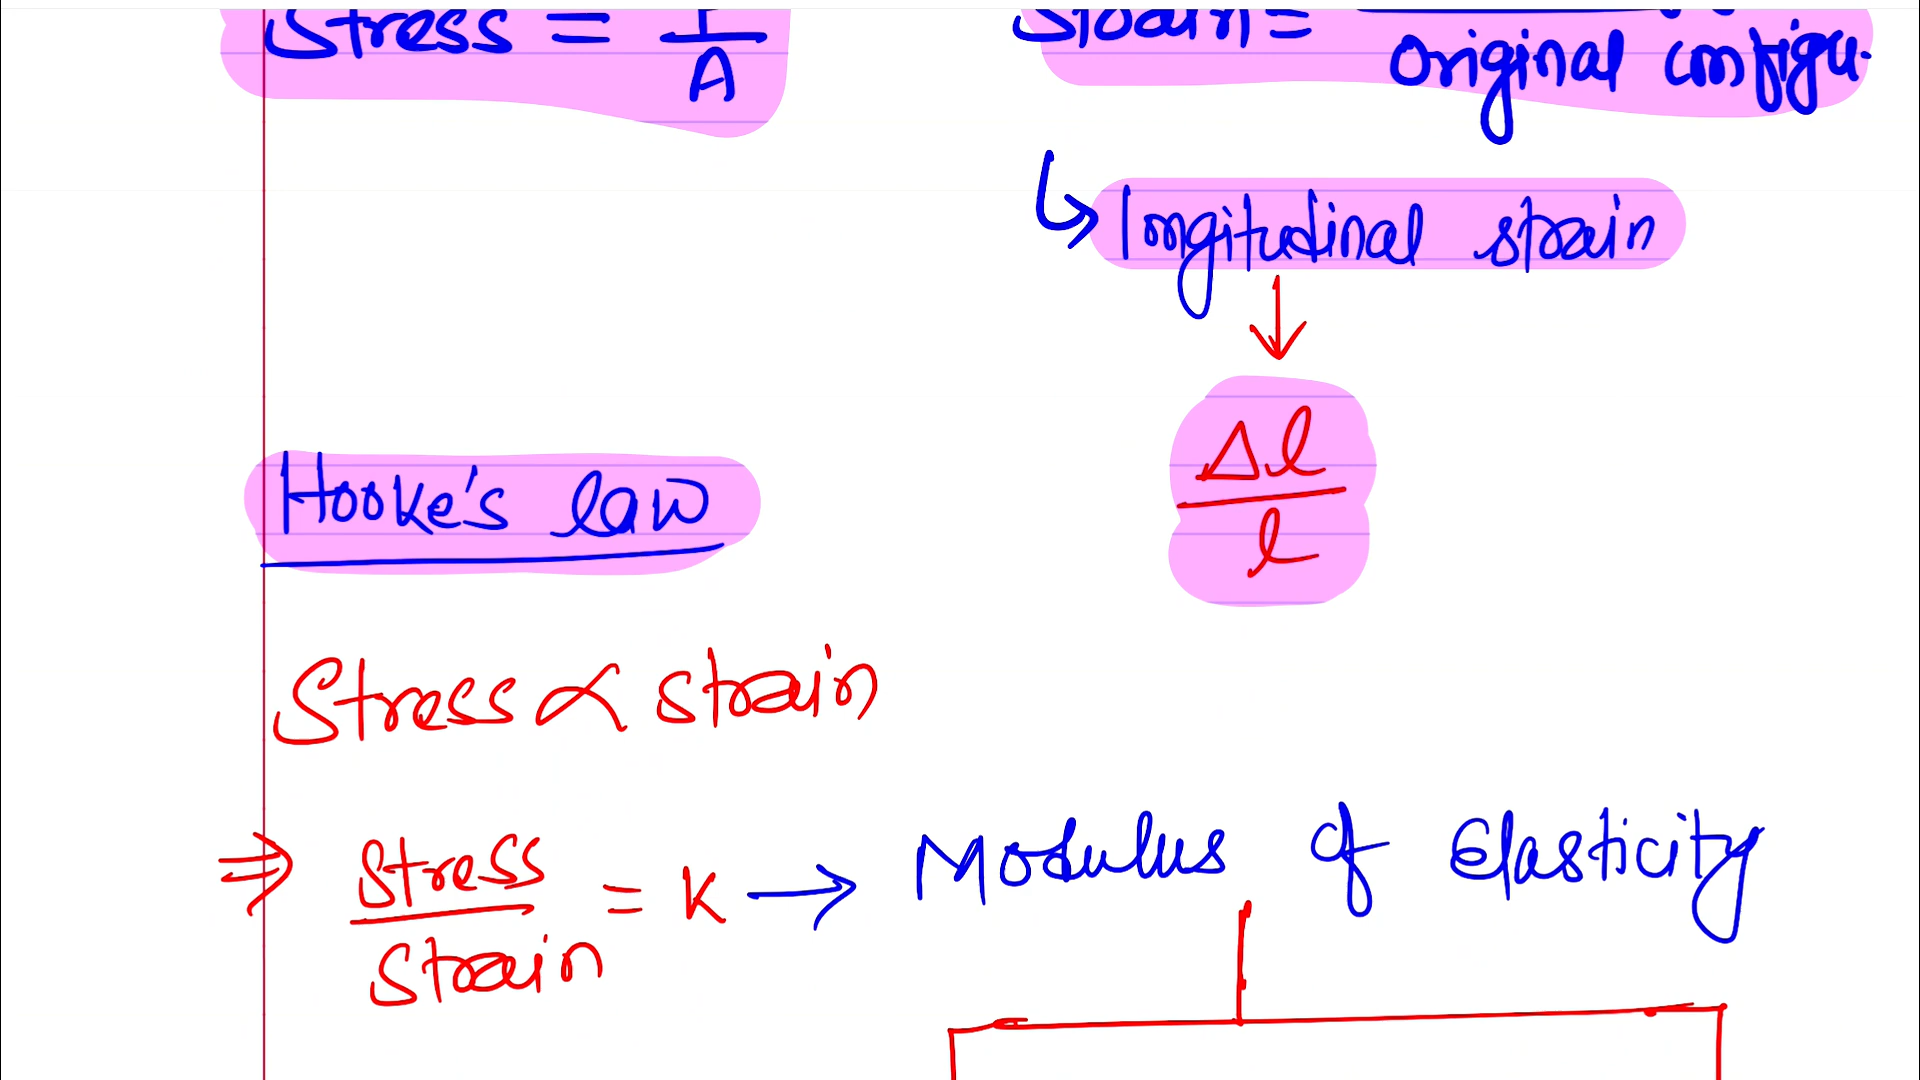 Stress = F/A
Strain =
Original configu.
↳ longitudinal strain
↓
Δl/l
Hooke's law
Stress ∝ strain
⇒ Stress/Strain = K → Modulus of Elasticity